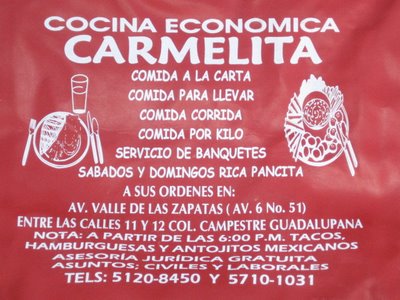 COCINA ECONOMICA
CARMELITA
COMIDA A LA CARTA
COMIDA PARA LLEVAR
COMIDA CORRIDA
COMIDA POR KILO
SERVICIO DE BANQUETES
SABADOS Y DOMINGOS RICA PANCITA
A SUS ORDENES EN:
AV. VALLE DE LAS ZAPATAS ( AV. 6 No. 51)
ENTRE LAS CALLES 11 Y 12 COL. CAMPESTRE GUADALUPANA
NOTA: A PARTIR DE LAS 6:00 P.M. TACOS,
HAMBURGUESAS Y ANTOJITOS MEXICANOS
ASESORIA JURÍDICA GRATUITA
ASUNTOS; CIVILES Y LABORALES
TELS: 5120-8450 Y 5710-1031